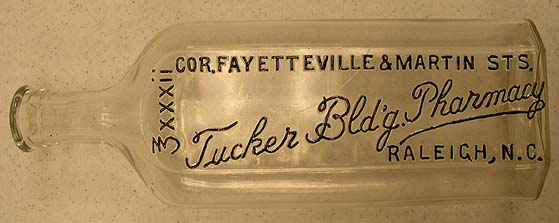 ℥xxxii
COR. FAYETTEVILLE & MARTIN STS.
Tucker Bld'g. Pharmacy
RALEIGH, N.C.